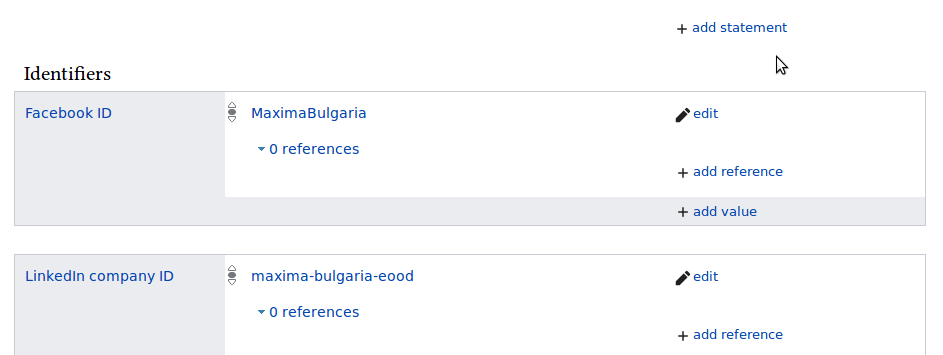 add statement
Identifiers
Facebook ID
MaximaBulgaria
edit
0 references
add reference
add value
LinkedIn company ID
maxima-bulgaria-eood
edit
0 references
add reference